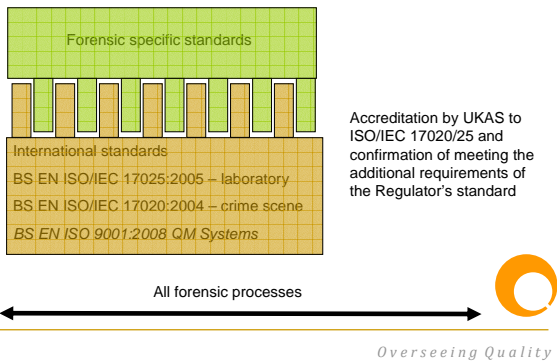 Forensic specific standards
International standards
BS EN ISO/IEC 17025:2005 – laboratory
BS EN ISO/IEC 17020:2004 – crime scene
BS EN ISO 9001:2008 QM Systems
Accreditation by UKAS to
ISO/IEC 17020/25 and
confirmation of meeting the
additional requirements of
the Regulator's standard
All forensic processes
Overseeing Quality